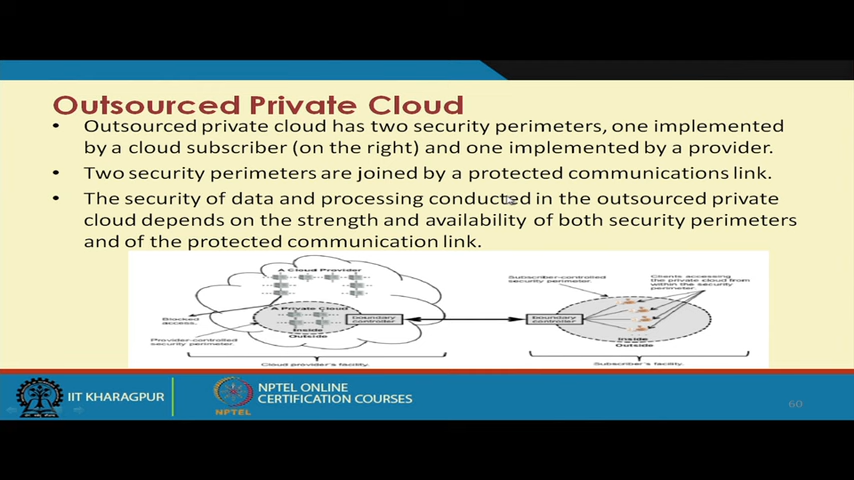 Outsourced Private Cloud
• Outsourced private cloud has two security perimeters, one implemented
by a cloud subscriber (on the right) and one implemented by a provider.
• Two security perimeters are joined by a protected communications link.
• The security of data and processing conducted in the outsourced private
cloud depends on the strength and availability of both security perimeters
and of the protected communication link.
A Cloud Provider
A Private Cloud
Blocked
access.
boundary
controller
Inside
Outside
Provider-controlled
security perimeter.
Cloud provider's facility.
Subscriber-controlled
security perimeter.
Clients accessing
the private cloud from
within the security
perimeter
boundary
controller
Inside
Outside
Subscriber's facility.
IIT KHARAGPUR
NPTEL
NPTEL ONLINE
CERTIFICATION COURSES
60